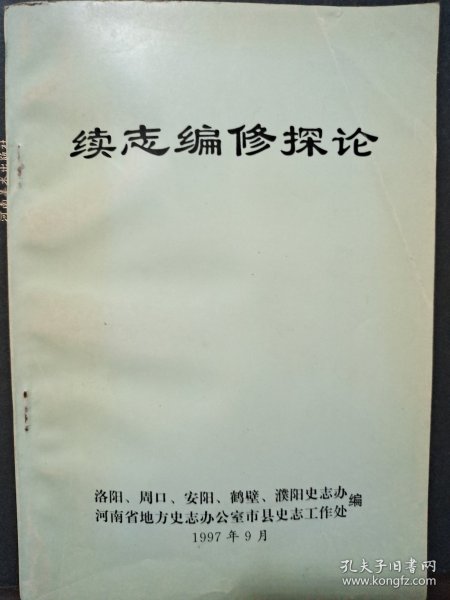 续志编修探论
洛阳、周口、安阳、鹤壁、濮阳史志办
河南省地方史志办公室市县史志工作处
编
1997年9月
孔夫子旧书网
www.kongfz.com